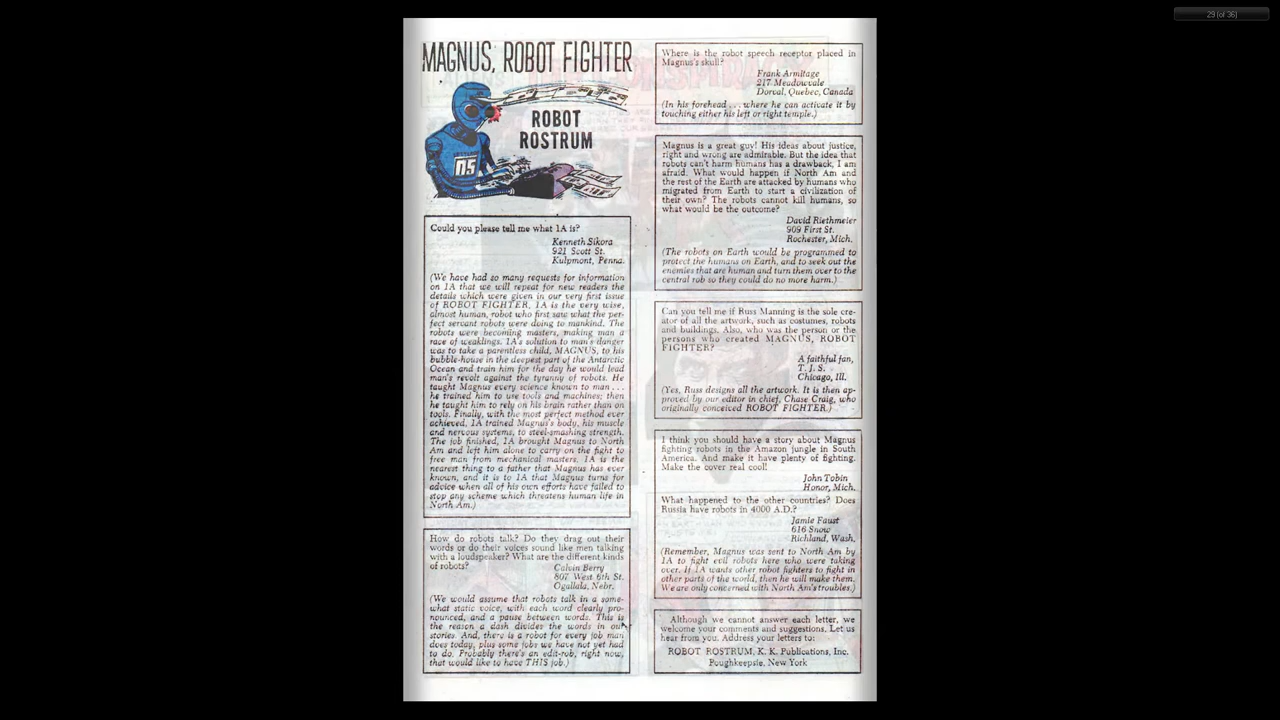 23 (of 36)
MAGNUS, ROBOT FIGHTER
ROBOT
ROSTRUM
05
Could you please tell me what 1A is?
Kenneth Sikora
921 Scott St.
Kulpmont, Penna.
(We have had so many requests for information
on 1A that we will repeat for new readers the
details which were given in our very first issue
of ROBOT FIGHTER. 1A is the very wise,
almost human, robot who first saw what the per-
fect servant robots were doing to mankind. The
robots were becoming masters, making man a
race of weaklings. 1A's solution to man's danger
was to take a parentless child, MAGNUS, to his
bubble-house in the deepest part of the Antarctic
Ocean and train him for the day he would lead
man's revolt against the tyranny of robots. He
taught Magnus every science known to man...
he trained him to use tools and machines; then
he taught him to rely on his brain rather than on
tools. Finally, with the most perfect method ever
achieved, 1A trained Magnus's body, his muscle
and nervous systems, to steel-smashing strength.
The job finished, 1A brought Magnus to North
Am and left him alone to carry on the fight to
free man from mechanical masters. 1A is the
nearest thing to a father that Magnus has ever
known, and it is to 1A that Magnus turns for
advice when all of his own efforts have failed to
stop any scheme which threatens human life in
North Am.)
How do robots talk? Do they drag out their
words or do their voices sound like men talking
with a loudspeaker? What are the different kinds
of robots?
Calvin Berry
807 West 6th St.
Ogallala, Nebr.
(We would assume that robots talk in a some-
what static voice, with each word clearly pro-
nounced, and a pause between words. This is
the reason a dash divides the words in our
stories. And, there is a robot for every job man
does today, plus some jobs we have not yet had
to do. Probably there's an edit-rob, right now,
that would like to have THIS job.)
Where is the robot speech receptor placed in
Magnus's skull?
Frank Armitage
217 Meadowvale
Dorval, Quebec, Canada
(In his forehead... where he can activate it by
touching either his left or right temple.)
Magnus is a great guy! His ideas about justice,
right and wrong are admirable. But the idea that
robots can't harm humans has a drawback, I am
afraid. What would happen if North Am and
the rest of the Earth are attacked by humans who
migrated from Earth to start a civilization of
their own? The robots cannot kill humans, so
what would be the outcome?
David Riethmeier
909 First St.
Rochester, Mich.
(The robots on Earth would be programmed to
protect the humans on Earth, and to seek out the
enemies that are human and turn them over to the
central rob so they could do no more harm.)
Can you tell me if Russ Manning is the sole cre-
ator of all the artwork, such as costumes, robots
and buildings. Also, who was the person or the
persons who created MAGNUS, ROBOT
FIGHTER?
A faithful fan,
T. J. S.
Chicago, Ill.
(Yes, Russ designs all the artwork. It is then ap-
proved by our editor in chief, Chase Craig, who
originally conceived ROBOT FIGHTER.)
I think you should have a story about Magnus
fighting robots in the Amazon jungle in South
America. And make it have plenty of fighting.
Make the cover real cool!
John Tobin
Honor, Mich.
What happened to the other countries? Does
Russia have robots in 4000 A.D.?
Jamie Faust
616 Snow
Richland, Wash.
(Remember, Magnus was sent to North Am by
1A to fight evil robots here who were taking
over. If 1A wants other robot fighters to fight in
other parts of the world, then he will make them.
We are only concerned with North Am's troubles.)
Although we cannot answer each letter, we
welcome your comments and suggestions. Let us
hear from you. Address your letters to:
ROBOT ROSTRUM, K. K. Publications, Inc.
Poughkeepsie, New York